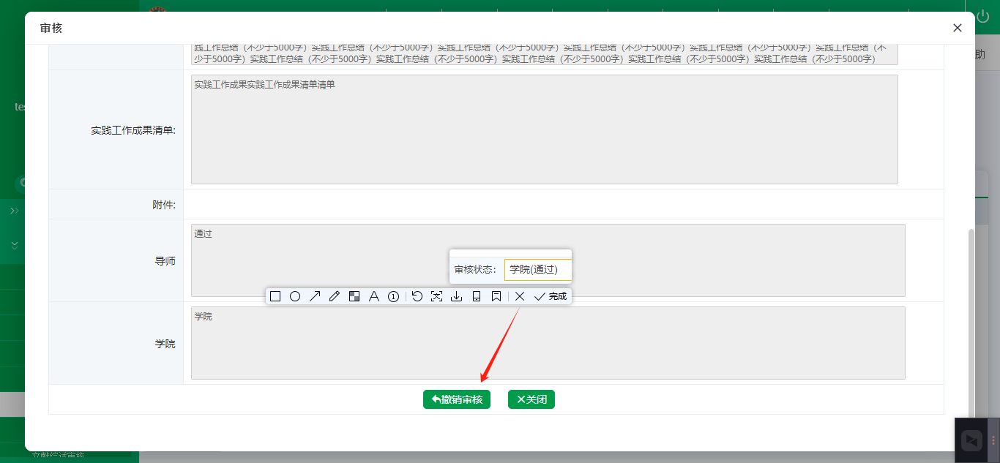 审核
践工作总结（不少于5000字）实践工作总结（不少于5000字）实践工作总结（不少于5000字）实践工作总结（不少于5000字）实践工作总结（不少于5000字）实践工作总结（不
少于5000字）实践工作总结（不少于5000字）实践工作总结（不少于5000字）实践工作总结（不少于5000字）实践工作总结（不少于5000字）实践工作总结（不少于5000字）
助
实践工作成果实践工作成果清单清单
tes
实践工作成果清单:
附件:
通过
导师
审核状态:
学院(通过)
完成
学院
学院
撤销审核
关闭
文献综述审核